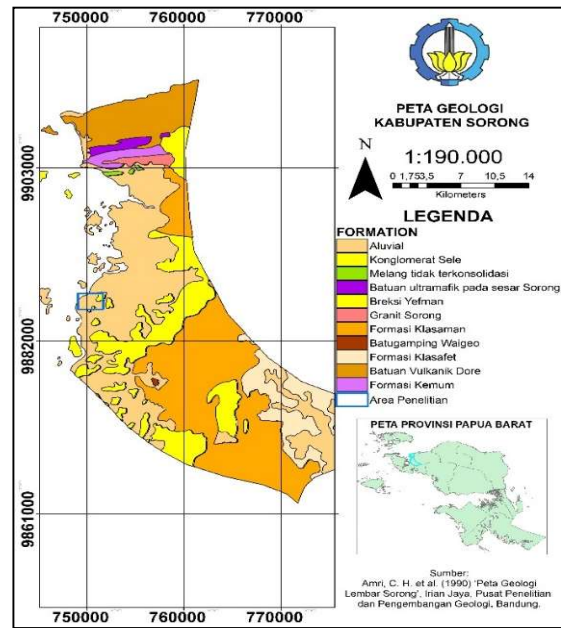 750000 760000 770000
9903000
9882000
9861000
750000 760000 770000
PETA GEOLOGI
KABUPATEN SORONG
N
1:190.000
0 1,75 3,5 7 10,5 14
Kilometers
LEGENDA
FORMATION
Aluvial
Konglomerat Sele
Melang tidak terkonsolidasi
Batuan ultramafik pada sesar Sorong
Breksi Yefman
Granit Sorong
Formasi Klasaman
Batugamping Waigeo
Formasi Klasafet
Batuan Vulkanik Dore
Formasi Kemum
Area Penelitian
PETA PROVINSI PAPUA BARAT
Sumber:
Amri, C. H. et al. (1990) 'Peta Geologi
Lembar Sorong', Irian Jaya, Pusat Penelitian
dan Pengembangan Geologi, Bandung.